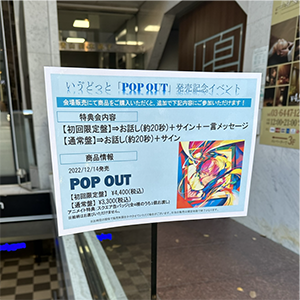 いゔどっと「POP OUT」発売記念イベント
会場販売にて商品をご購入いただくと、追加で下記内容にご参加いただけます！
特典会内容
【初回限定盤】⇒お話し（約20秒）＋サイン＋一言メッセージ
【通常盤】⇒お話し（約20秒）＋サイン
商品情報
2022/12/14発売
POP OUT
【初回限定盤】¥4,400(税込)
【通常盤】¥3,300(税込)